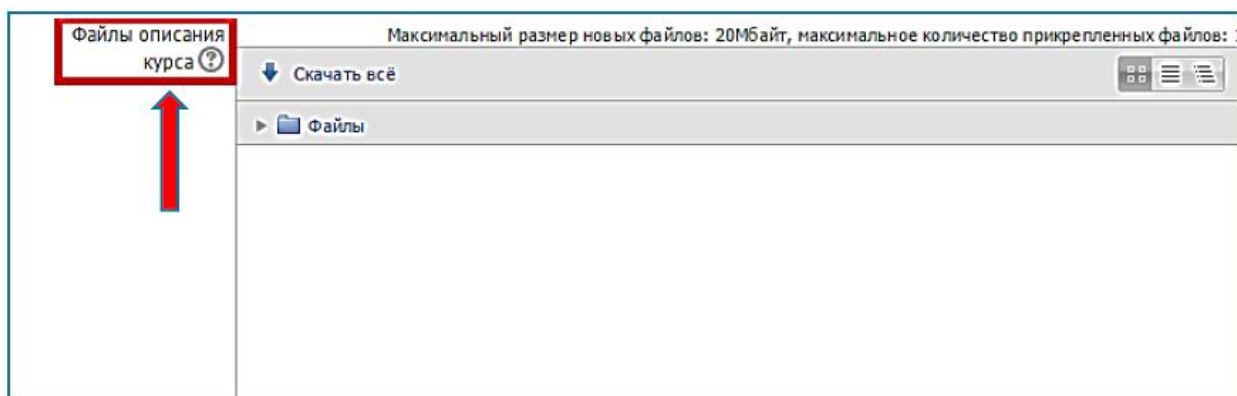 Файлы описания
курса
Максимальный размер новых файлов: 20Мбайт, максимальное количество прикрепленных файлов:
Скачать всё
Файлы